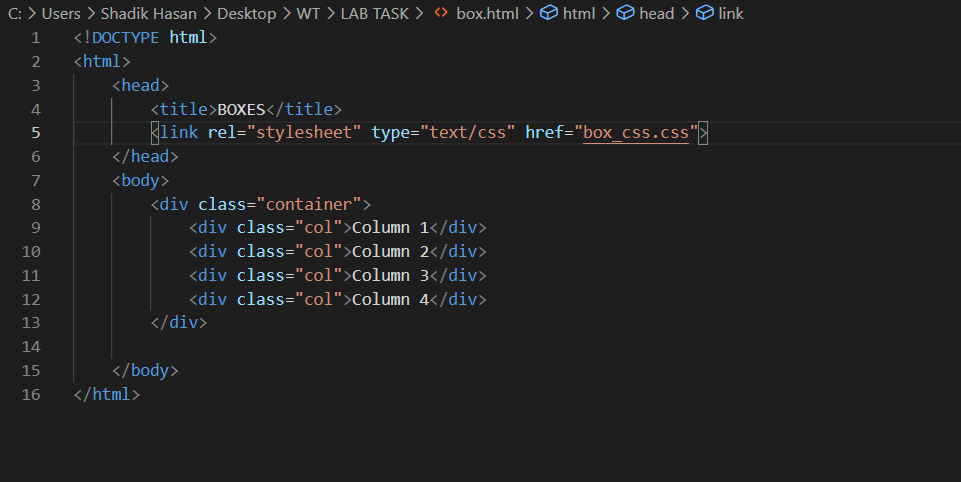 C: > Users > Shadik Hasan > Desktop > WT > LAB TASK > <> box.html > html > head > link
1 <!DOCTYPE html>
2 <html>
3     <head>
4         <title>BOXES</title>
5         <link rel="stylesheet" type="text/css" href="box_css.css">
6     </head>
7     <body>
8         <div class="container">
9             <div class="col">Column 1</div>
10             <div class="col">Column 2</div>
11             <div class="col">Column 3</div>
12             <div class="col">Column 4</div>
13         </div>
14
15     </body>
16 </html>